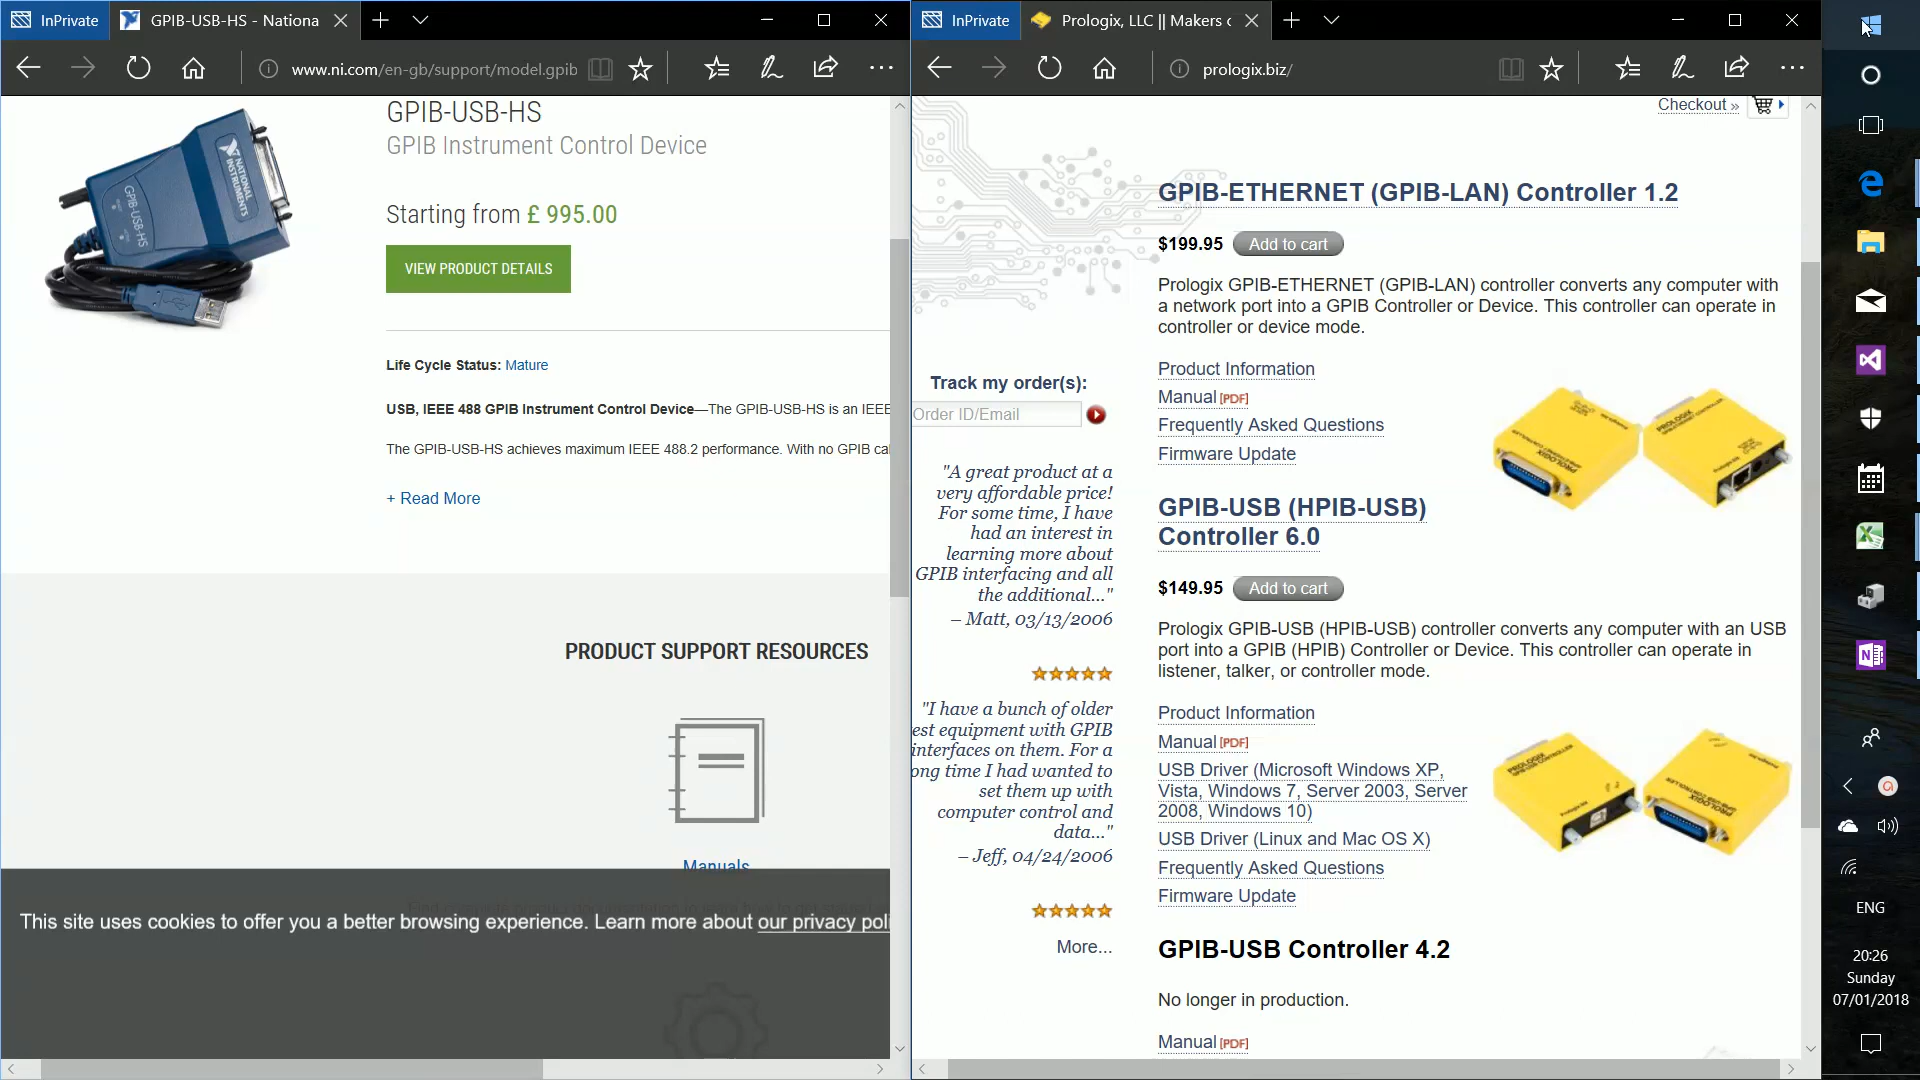 InPrivate
GPIB-USB-HS - Nationa
www.ni.com/en-gb/support/model.gpib
GPIB-USB-HS
GPIB Instrument Control Device
Starting from £ 995.00
VIEW PRODUCT DETAILS
NATIONAL
INSTRUMENTS
GPIB-USB-HS
Life Cycle Status: Mature
USB, IEEE 488 GPIB Instrument Control Device—The GPIB-USB-HS is an IEEE
The GPIB-USB-HS achieves maximum IEEE 488.2 performance. With no GPIB ca
+ Read More
PRODUCT SUPPORT RESOURCES
Manuals
This site uses cookies to offer you a better browsing experience. Learn more about our privacy poli
InPrivate
Prologix, LLC || Makers o
prologix.biz/
Checkout »
GPIB-ETHERNET (GPIB-LAN) Controller 1.2
$199.95 Add to cart
Prologix GPIB-ETHERNET (GPIB-LAN) controller converts any computer with
a network port into a GPIB Controller or Device. This controller can operate in
controller or device mode.
Product Information
Manual [PDF]
Frequently Asked Questions
Firmware Update
Track my order(s):
Order ID/Email
"A great product at a
very affordable price!
For some time, I have
had an interest in
learning more about
GPIB interfacing and all
the additional..."
– Matt, 03/13/2006
"I have a bunch of older
est equipment with GPIB
interfaces on them. For a
ong time I had wanted to
set them up with
computer control and
data..."
– Jeff, 04/24/2006
More...
GPIB-USB (HPIB-USB)
Controller 6.0
$149.95 Add to cart
Prologix GPIB-USB (HPIB-USB) controller converts any computer with an USB
port into a GPIB (HPIB) Controller or Device. This controller can operate in
listener, talker, or controller mode.
Product Information
Manual [PDF]
USB Driver (Microsoft Windows XP,
Vista, Windows 7, Server 2003, Server
2008, Windows 10)
USB Driver (Linux and Mac OS X)
Frequently Asked Questions
Firmware Update
GPIB-USB Controller 4.2
No longer in production.
Manual [PDF]
ENG
20:26
Sunday
07/01/2018